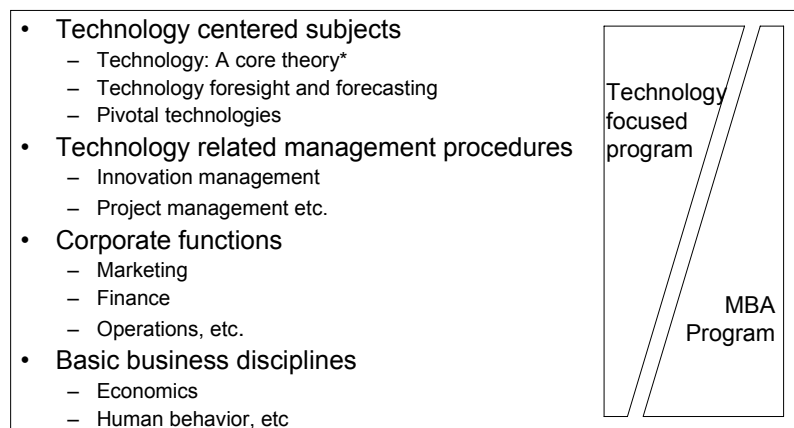 • Technology centered subjects
– Technology: A core theory*
– Technology foresight and forecasting
– Pivotal technologies
• Technology related management procedures
– Innovation management
– Project management etc.
• Corporate functions
– Marketing
– Finance
– Operations, etc.
• Basic business disciplines
– Economics
– Human behavior, etc
Technology
focused
program
MBA
Program